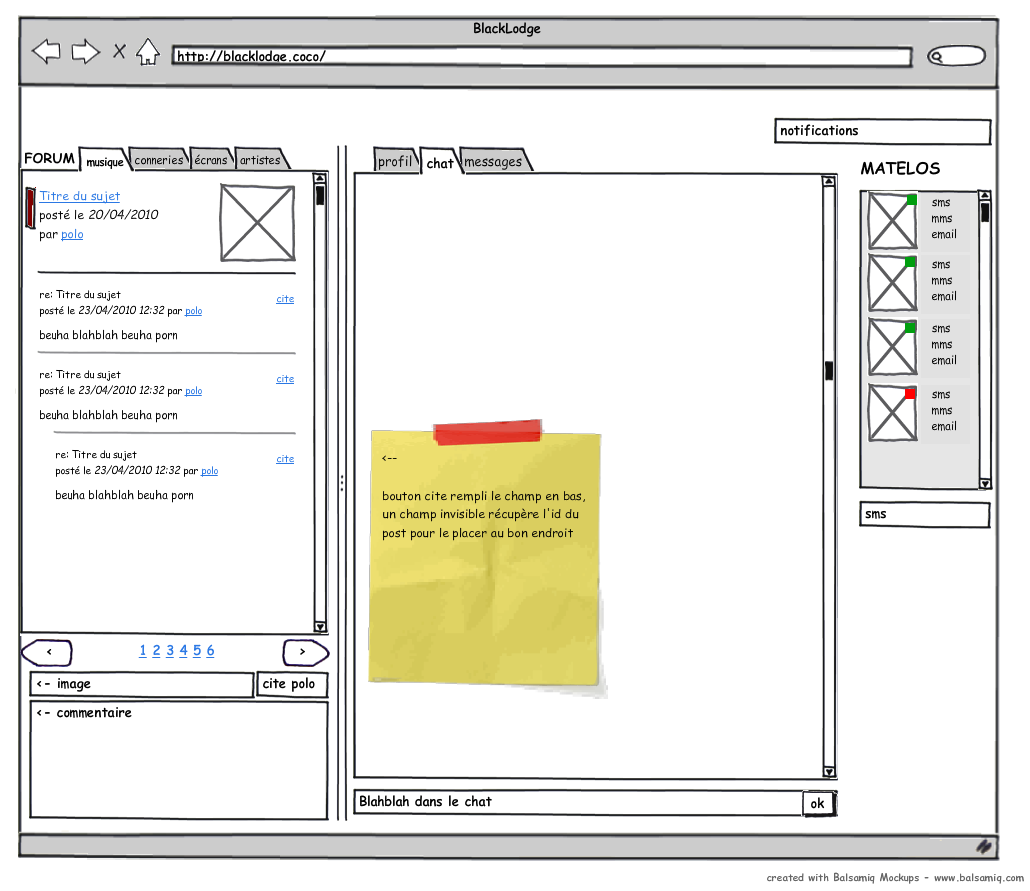 BlackLodge
http://blacklodge.coco/
notifications
FORUM
musique
conneries
écrans
artistes
Titre du sujet
posté le 20/04/2010
par polo
re: Titre du sujet
cite
posté le 23/04/2010 12:32 par polo
beuha blahblah beuha porn
re: Titre du sujet
cite
posté le 23/04/2010 12:32 par polo
beuha blahblah beuha porn
re: Titre du sujet
cite
posté le 23/04/2010 12:32 par polo
beuha blahblah beuha porn
<
1 2 3 4 5 6
>
<- image
cite polo
<- commentaire
profil
chat
messages
<--
bouton cite rempli le champ en bas,
un champ invisible récupère l'id du
post pour le placer au bon endroit
Blahblah dans le chat
ok
MATELOS
sms
mms
email
sms
mms
email
sms
mms
email
sms
mms
email
sms
created with Balsamiq Mockups - www.balsamiq.com